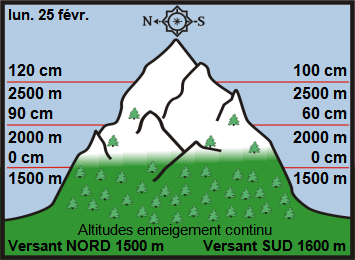 lun. 25 févr.
N S
120 cm 100 cm
2500 m 2500 m
90 cm 60 cm
2000 m 2000 m
0 cm 0 cm
1500 m 1500 m
Altitudes enneigement continu
Versant NORD 1500 m Versant SUD 1600 m